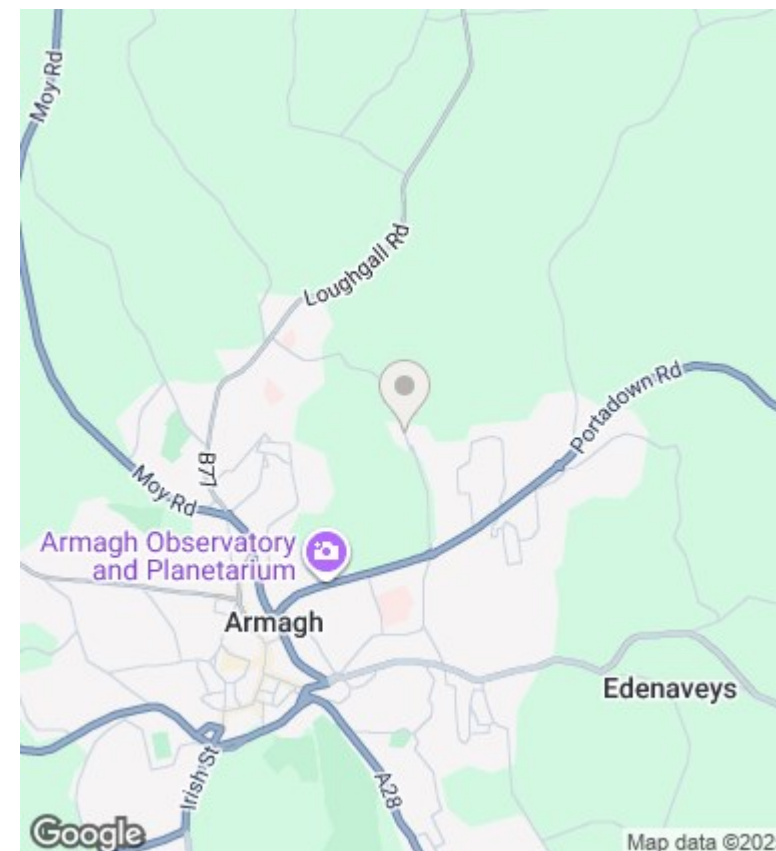 Moy Rd
Loughgall Rd
Portadown Rd
B77
Moy Rd
Armagh Observatory
and Planetarium
Armagh
Edenaveys
Irish St
A28
Google
Map data ©202